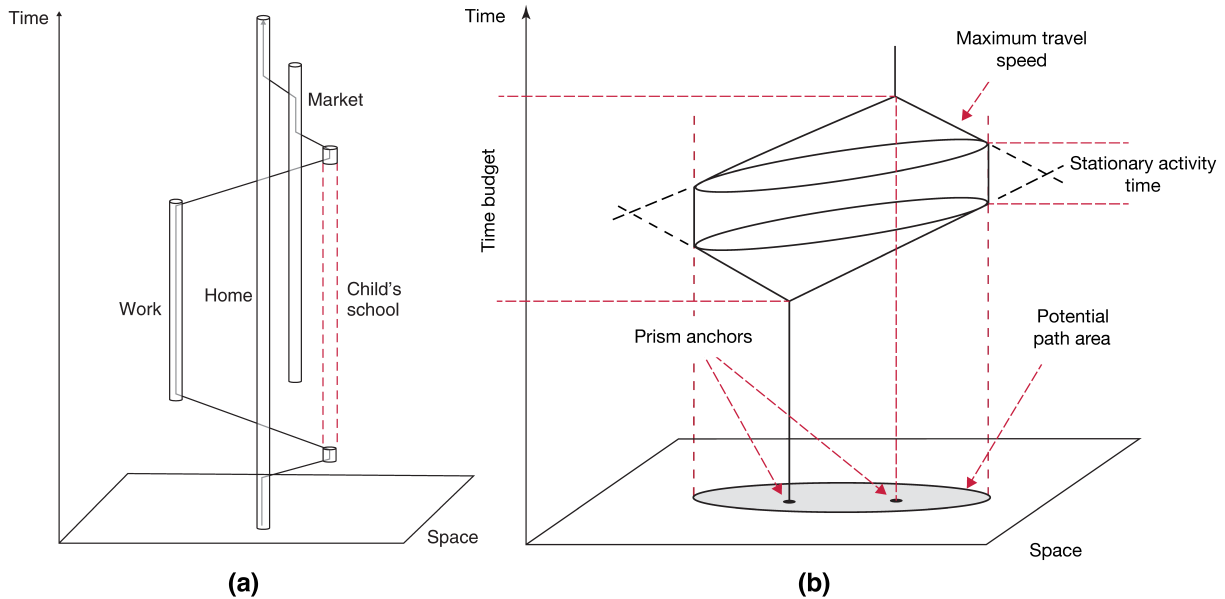 Time
Market
Work
Home
Child's
school
Space
(a)
Time
Maximum travel
speed
Time budget
Stationary activity
time
Prism anchors
Potential
path area
Space
(b)